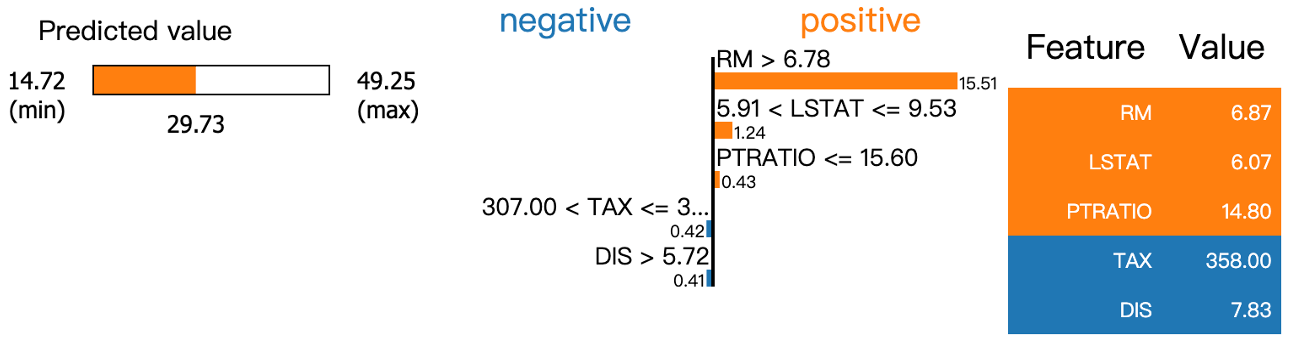 Predicted value
14.72
(min)
49.25
(max)
29.73
negative
positive
RM > 6.78
15.51
5.91 < LSTAT <= 9.53
1.24
PTRATIO <= 15.60
0.43
307.00 < TAX <= 3...
0.42
DIS > 5.72
0.41
Feature Value
RM 6.87
LSTAT 6.07
PTRATIO 14.80
TAX 358.00
DIS 7.83